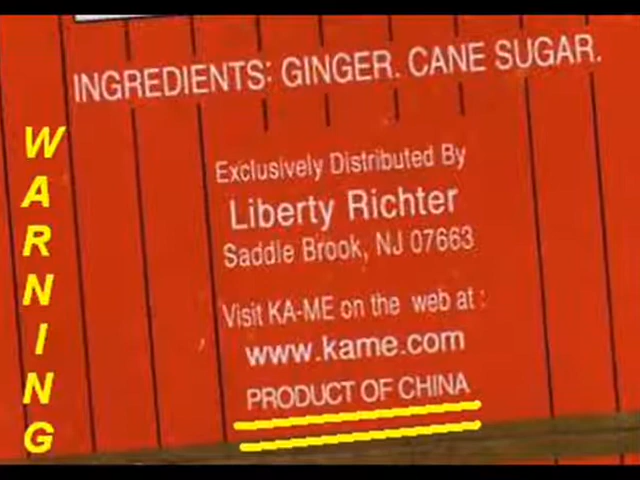 INGREDIENTS: GINGER. CANE SUGAR.
Exclusively Distributed By
Liberty Richter
Saddle Brook, NJ 07663
Visit KA-ME on the web at :
www.kame.com
PRODUCT OF CHINA
WARNING